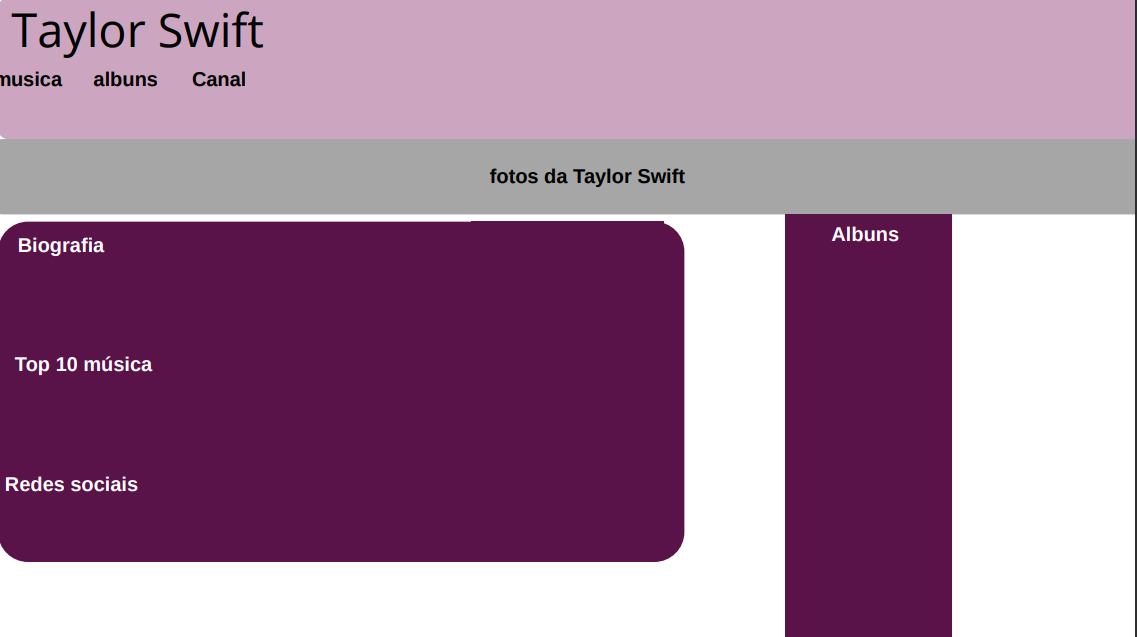 Taylor Swift
musica albuns Canal
fotos da Taylor Swift
Biografia
Albuns
Top 10 música
Redes sociais